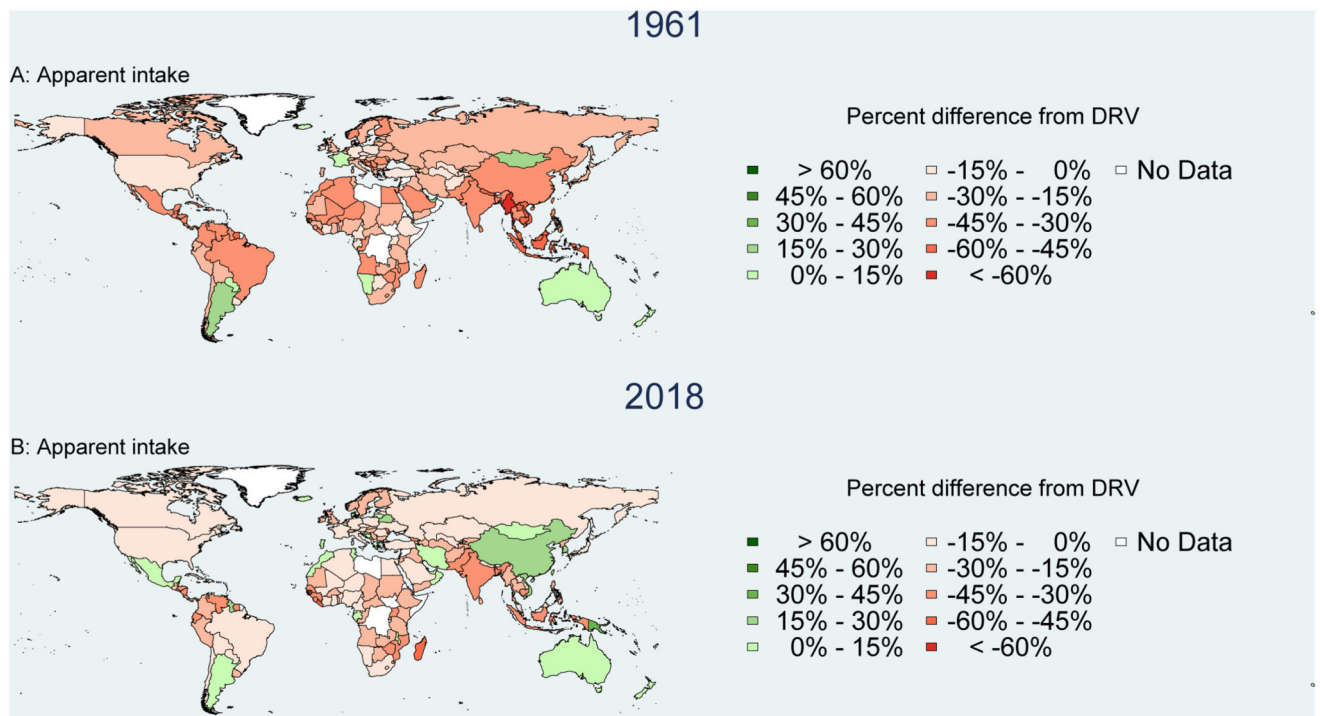 1961
A: Apparent intake
Percent difference from DRV
> 60% -15% - 0% No Data
45% - 60% -30% - -15%
30% - 45% -45% - -30%
15% - 30% -60% - -45%
0% - 15% < -60%
2018
B: Apparent intake
Percent difference from DRV
> 60% -15% - 0% No Data
45% - 60% -30% - -15%
30% - 45% -45% - -30%
15% - 30% -60% - -45%
0% - 15% < -60%